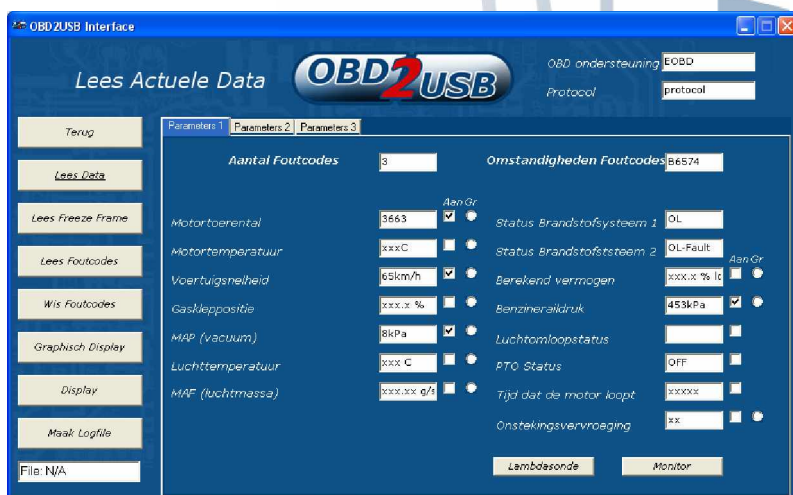 OBD2USB Interface
Lees Actuele Data
OBD2USB
OBD ondersteuning EOBD
Protocol protocol
Terug
Lees Data
Lees Freeze Frame
Lees Foutcodes
Wis Foutcodes
Graphisch Display
Display
Maak Logfile
File: N/A
Parameters 1 Parameters 2 Parameters 3
Aantal Foutcodes 3
Aan Gr
Motortoerental 3663
Motortemperatuur xxxC
Voertuigsnelheid 65km/h
Gaskleppositie xxx.x %
MAP (vacuum) 8kPa
Luchttemperatuur xxx C
MAF (luchtmassa) xxx.xx g/s
Omstandigheden Foutcodes B6574
Status Brandstofsysteem 1 OL
Status Brandstofststeem 2 OL-Fault
Aan Gr
Berekend vermogen xxx.x % lo
Benzineraildruk 453kPa
Luchtomloopstatus
PTO Status OFF
Tijd dat de motor loopt xxxxx
Onstekingsvervroeging xx
Lambdasonde Monitor